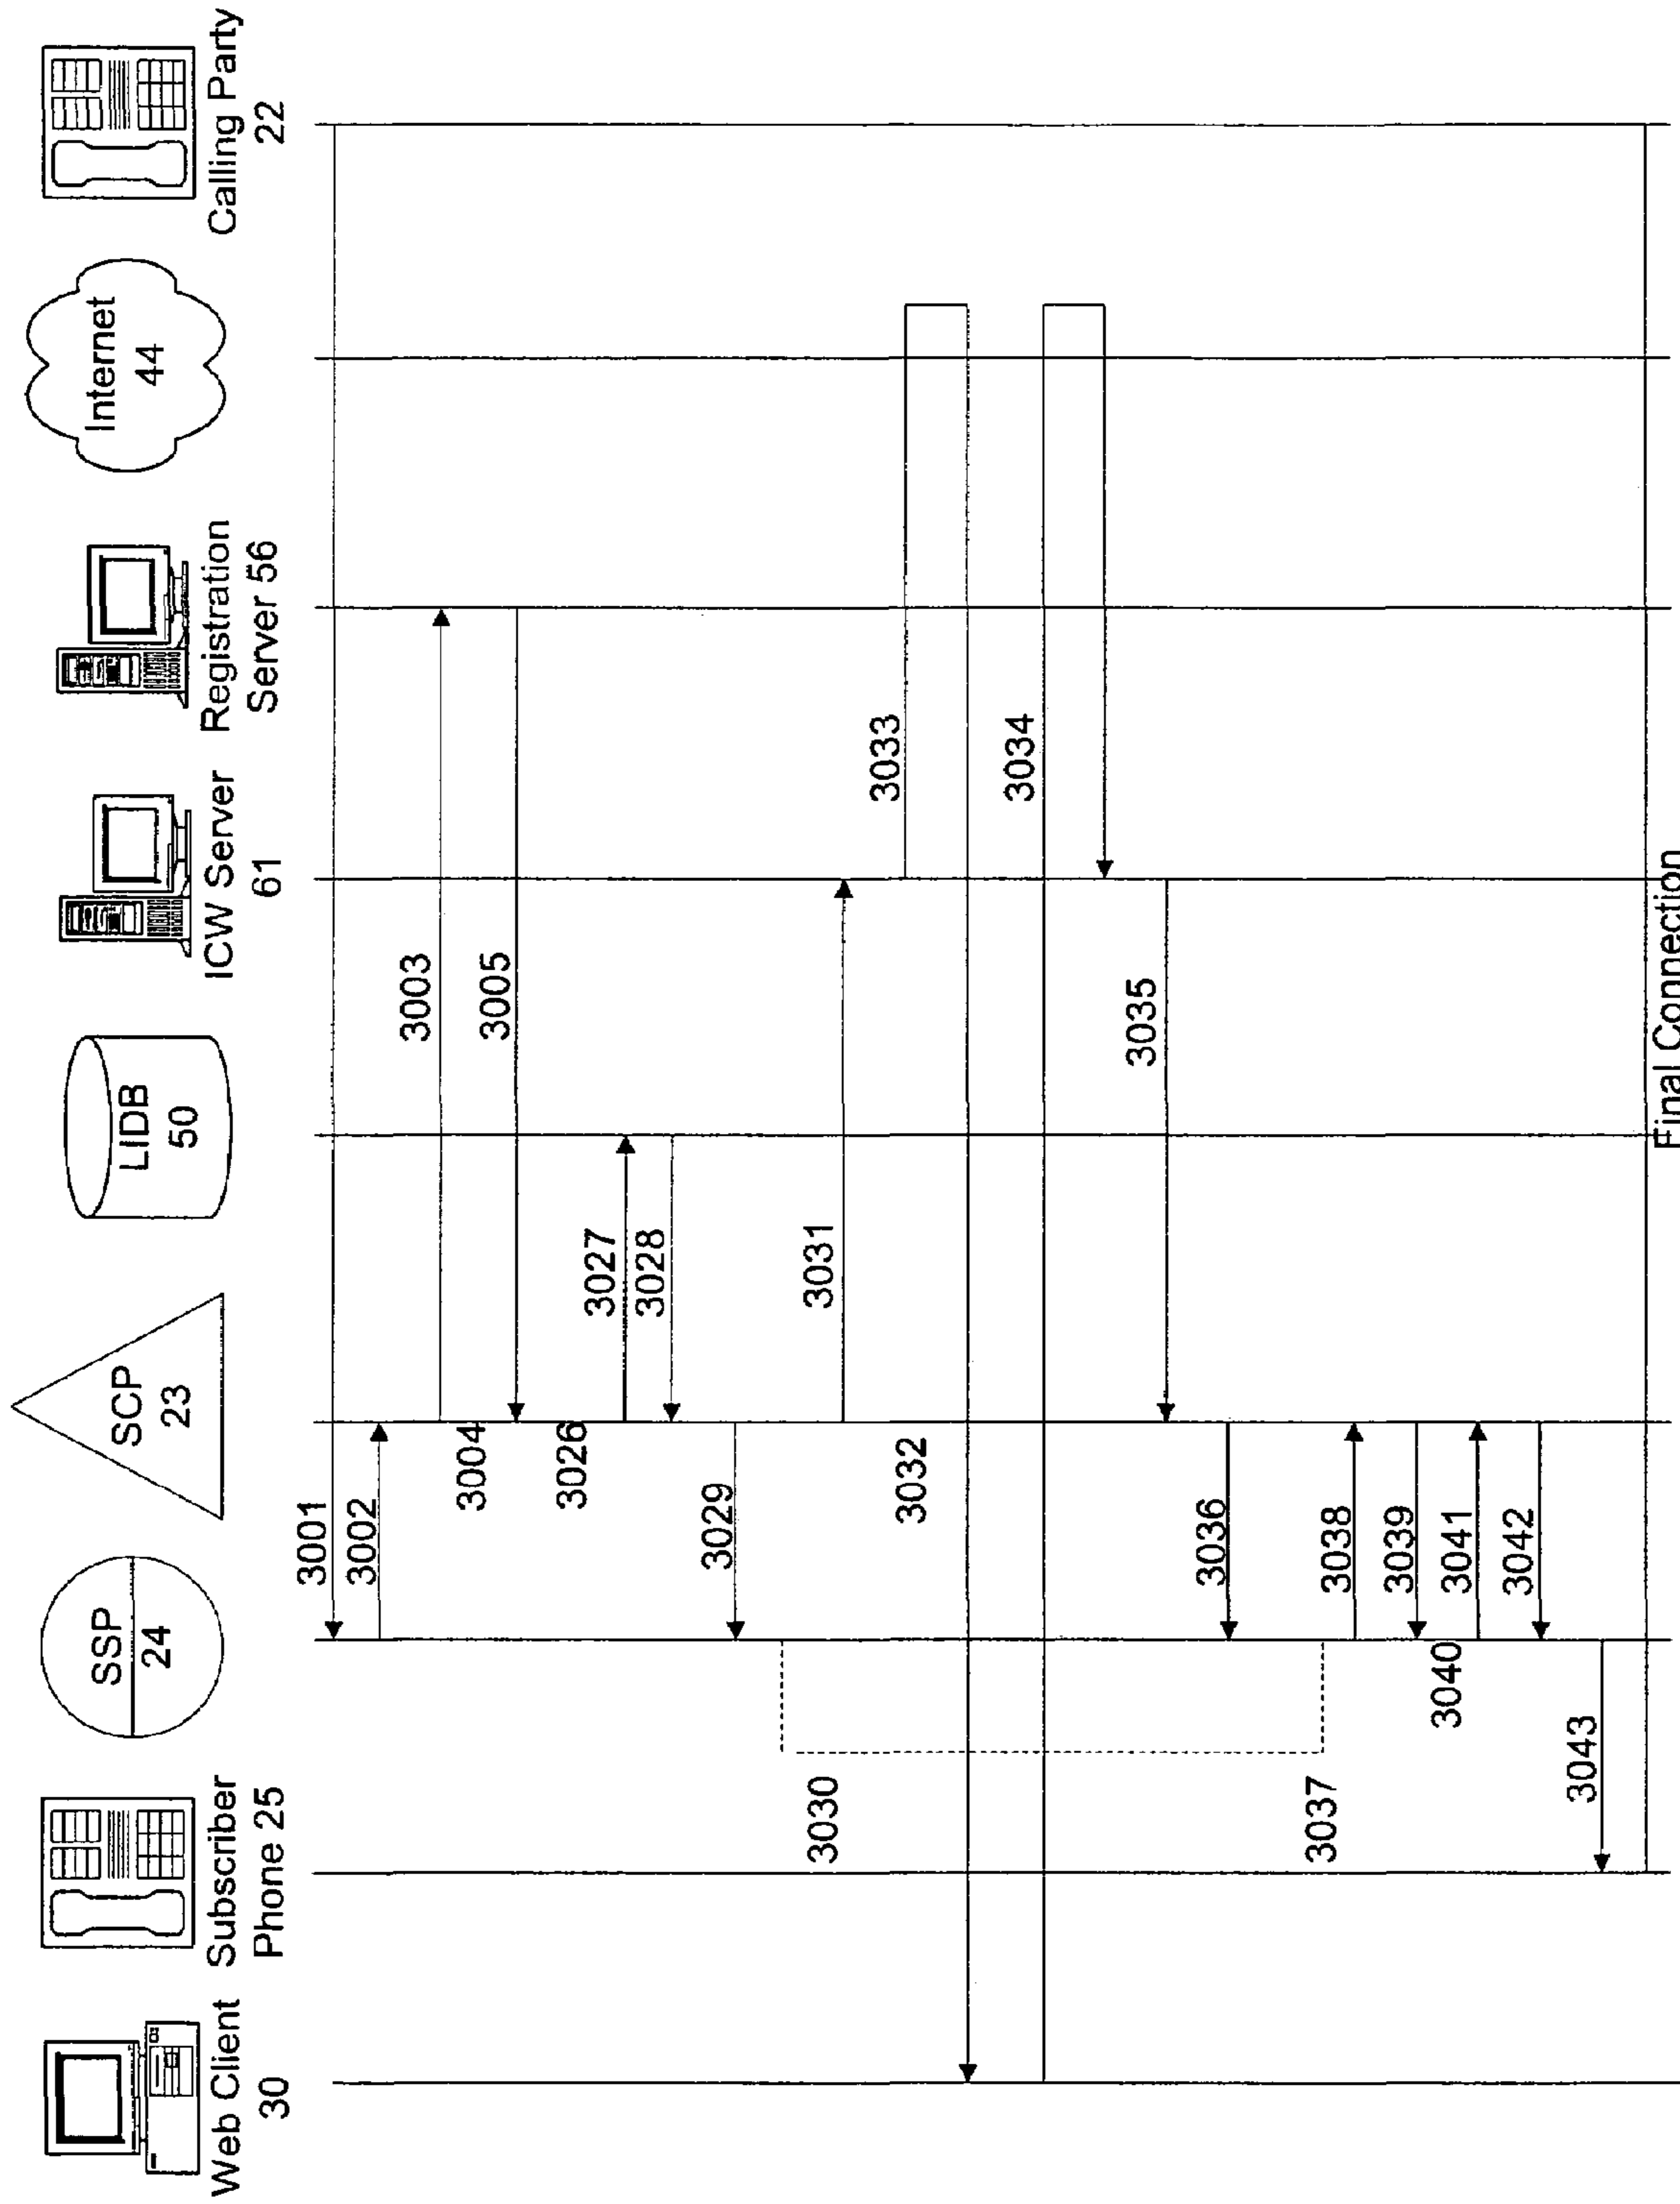 Web Client
30
Subscriber
Phone 25
SSP
24
SCP
23
LIDB
50
ICW Server
61
Registration
Server 56
Internet
44
Calling Party
22
3001
3002
3003
3004
3005
3026
3027
3028
3029
3030
3031
3032
3033
3034
3035
3036
3037
3038
3039
3040
3041
3042
3043
Final Connection